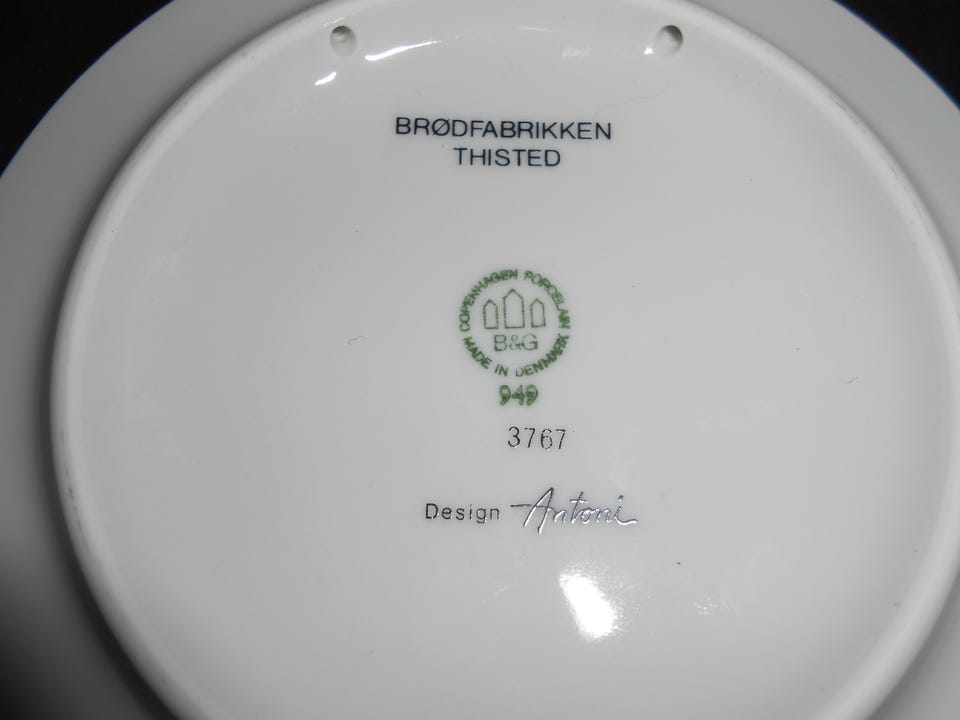 BRØDFABRIKKEN
THISTED
COPENHAGEN PORCELAIN
B&G
MADE IN DENMARK
949
3767
Design Antoni